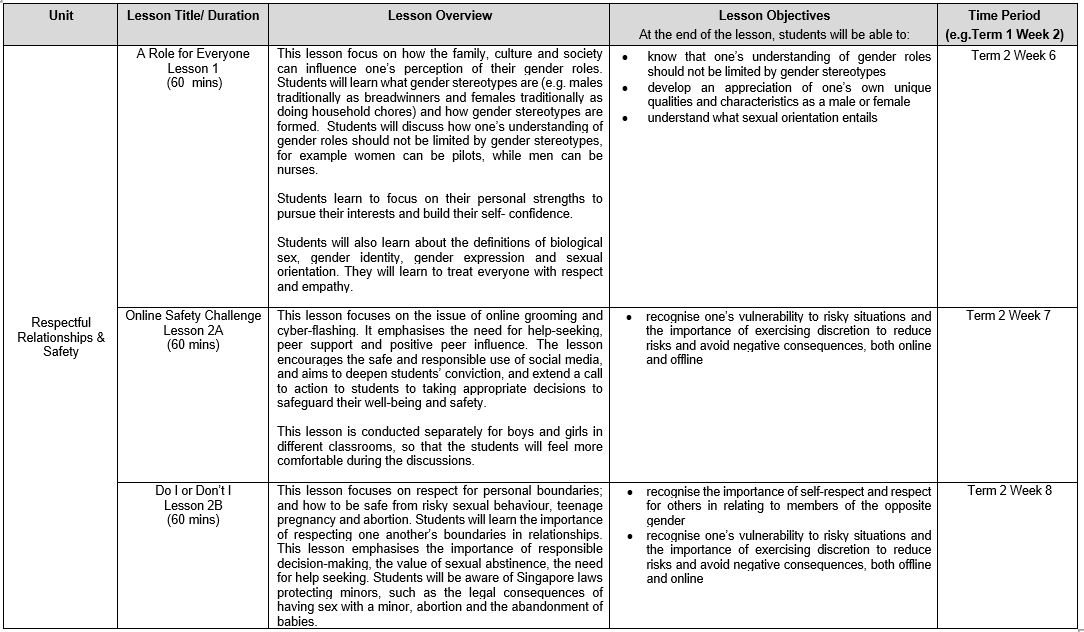 Unit
Lesson Title/ Duration
Lesson Overview
Lesson Objectives
At the end of the lesson, students will be able to:
Time Period
(e.g.Term 1 Week 2)
Respectful
Relationships &
Safety
A Role for Everyone
Lesson 1
(60 mins)
This lesson focus on how the family, culture and society
can influence one's perception of their gender roles.
Students will learn what gender stereotypes are (e.g. males
traditionally as breadwinners and females traditionally as
doing household chores) and how gender stereotypes are
formed. Students will discuss how one's understanding of
gender roles should not be limited by gender stereotypes,
for example women can be pilots, while men can be
nurses.
Students learn to focus on their personal strengths to
pursue their interests and build their self- confidence.
Students will also learn about the definitions of biological
sex, gender identity, gender expression and sexual
orientation. They will learn to treat everyone with respect
and empathy.
• know that one's understanding of gender roles
should not be limited by gender stereotypes
• develop an appreciation of one's own unique
qualities and characteristics as a male or female
• understand what sexual orientation entails
Term 2 Week 6
Online Safety Challenge
Lesson 2A
(60 mins)
This lesson focuses on the issue of online grooming and
cyber-flashing. It emphasises the need for help-seeking,
peer support and positive peer influence. The lesson
encourages the safe and responsible use of social media,
and aims to deepen students' conviction, and extend a call
to action to students to taking appropriate decisions to
safeguard their well-being and safety.
This lesson is conducted separately for boys and girls in
different classrooms, so that the students will feel more
comfortable during the discussions.
• recognise one's vulnerability to risky situations and
the importance of exercising discretion to reduce
risks and avoid negative consequences, both online
and offline
Term 2 Week 7
Do I or Don't I
Lesson 2B
(60 mins)
This lesson focuses on respect for personal boundaries;
and how to be safe from risky sexual behaviour, teenage
pregnancy and abortion. Students will learn the importance
of respecting one another's boundaries in relationships.
This lesson emphasises the importance of responsible
decision-making, the value of sexual abstinence, the need
for help seeking. Students will be aware of Singapore laws
protecting minors, such as the legal consequences of
having sex with a minor, abortion and the abandonment of
babies.
• recognise the importance of self-respect and respect
for others in relating to members of the opposite
gender
• recognise one's vulnerability to risky situations and
the importance of exercising discretion to reduce
risks and avoid negative consequences, both offline
and online
Term 2 Week 8